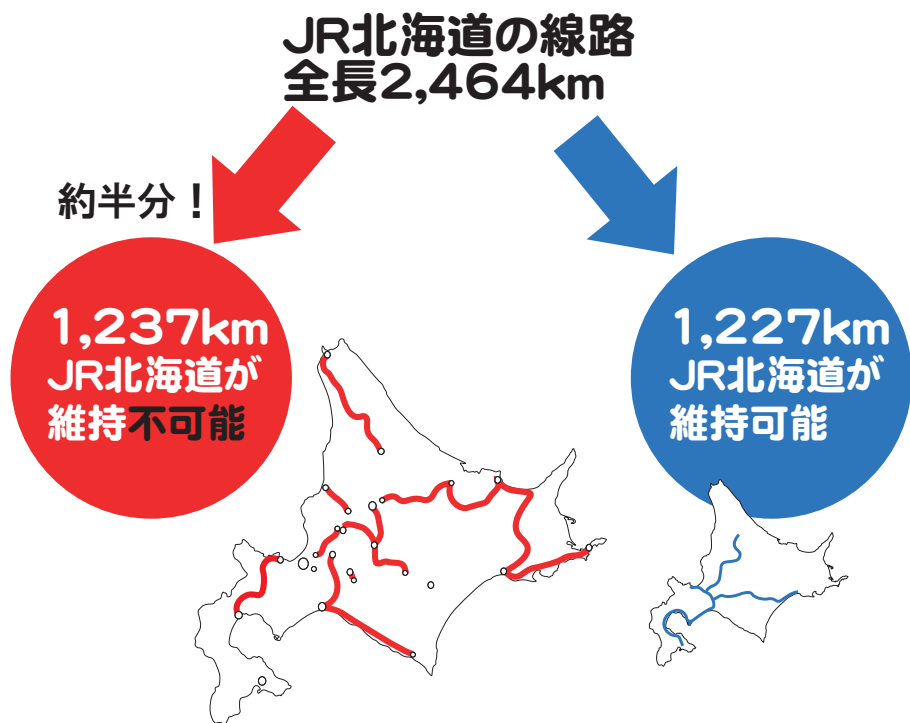 JR北海道の線路
全長2,464km
約半分！
1,237km
JR北海道が
維持不可能
1,227km
JR北海道が
維持可能